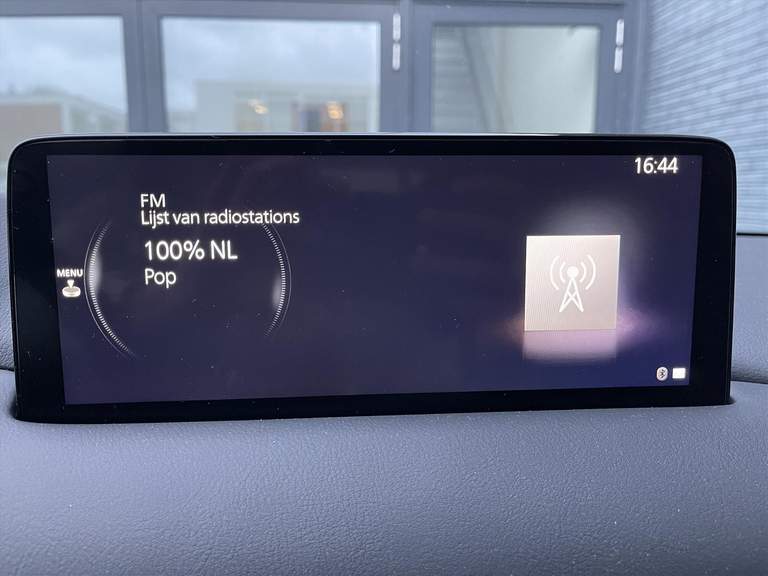 16:44
FM
Lijst van radiostations
100% NL
Pop
MENU